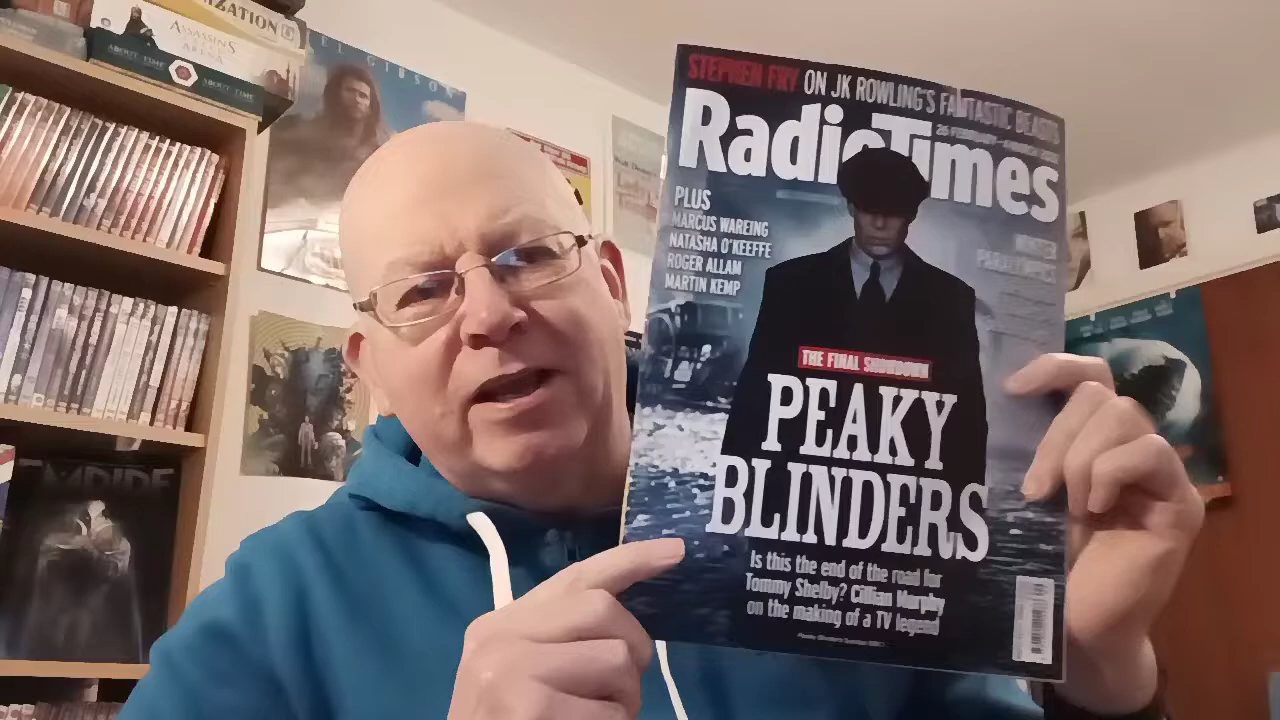 ASSASSIN'S
ARENA
ABOUT TIME
ABOUT TIME
EMPIRE
STEPHEN FRY ON JK ROWLING'S FANTASTIC BEASTS
RadioTimes
PLUS
MARCUS WAREING
NATASHA O'KEEFFE
ROGER ALLAM
MARTIN KEMP
WINTER
PARALYMPICS
THE FINAL SHOWDOWN
PEAKY
BLINDERS
Is this the end of the road for
Tommy Shelby? Cillian Murphy
on the making of a TV legend